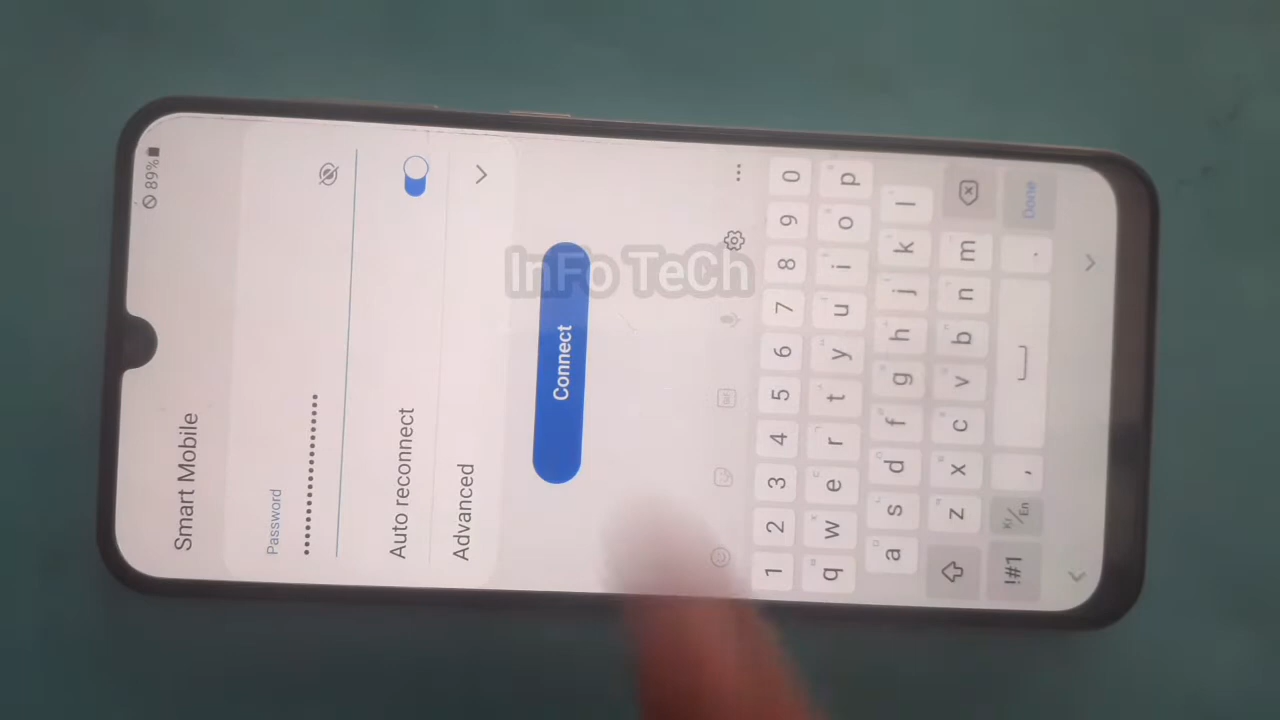 89%
Smart Mobile
Password
••••••••••••••••••
Auto reconnect
Advanced
Connect
InFo TeCh
1 2 3 4 5 6 7 8 9 0
q w e r t y u i o p
a s d f g h j k l
z x c v b n m
!#1 , . Done